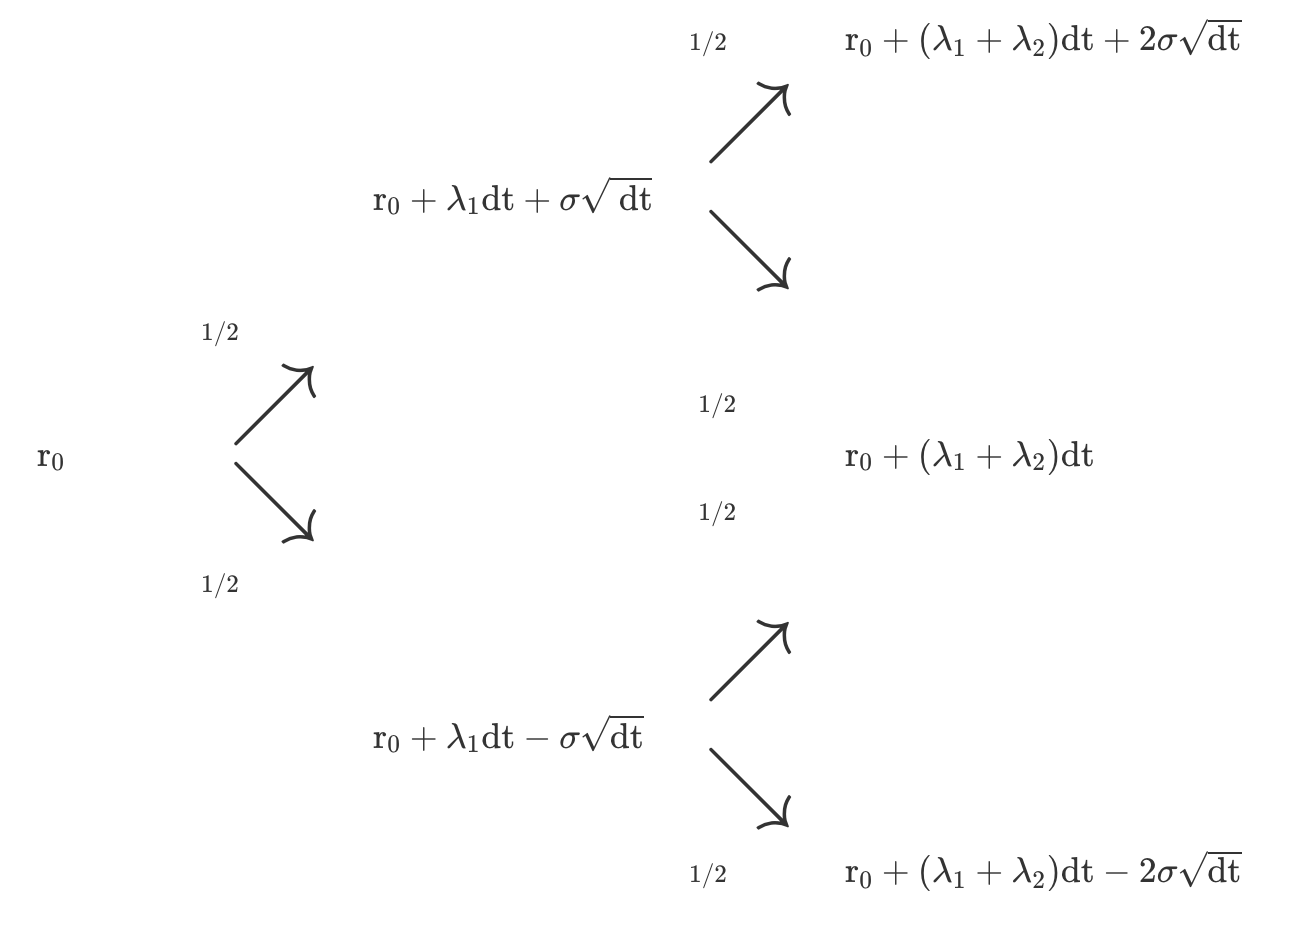 1/2
r₀ + (λ₁ + λ₂)dt + 2σ√dt
r₀ + λ₁dt + σ√dt
1/2
1/2
r₀
r₀ + (λ₁ + λ₂)dt
1/2
1/2
r₀ + λ₁dt − σ√dt
1/2
r₀ + (λ₁ + λ₂)dt − 2σ√dt